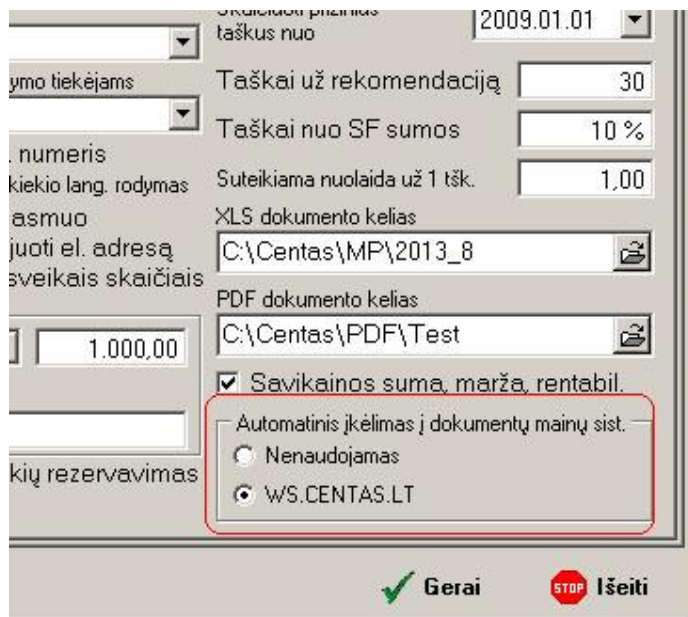 taškus nuo
2009.01.01
ymo tiekėjams
Taškai už rekomendaciją
30
Taškai nuo SF sumos
10 %
. numeris
kiekio lang. rodymas
Suteikiama nuolaida už 1 tšk.
1,00
asmuo
XLS dokumento kelias
juoti el. adresą
C:\Centas\MP\2013_8
sveikais skaičiais
PDF dokumento kelias
C:\Centas\PDF\Test
1.000,00
Savikainos suma, marža, rentabil.
Automatinis įkėlimas į dokumentų mainų sist.
Nenaudojamas
kių rezervavimas
WS.CENTAS.LT
Gerai
STOP Išeiti